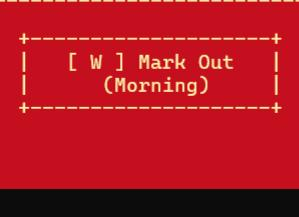 [ W ] Mark Out
(Morning)